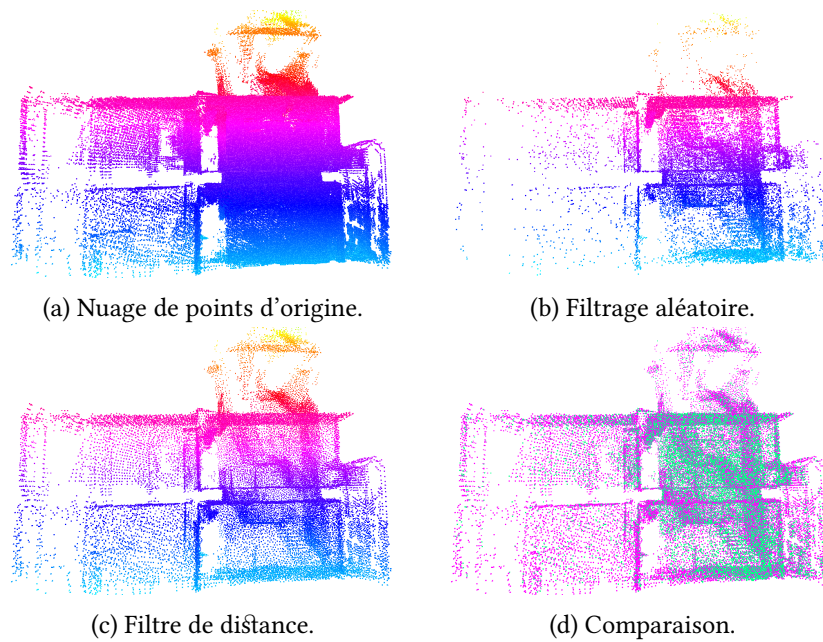 (a) Nuage de points d'origine.
(b) Filtrage aléatoire.
(c) Filtre de distance.
(d) Comparaison.